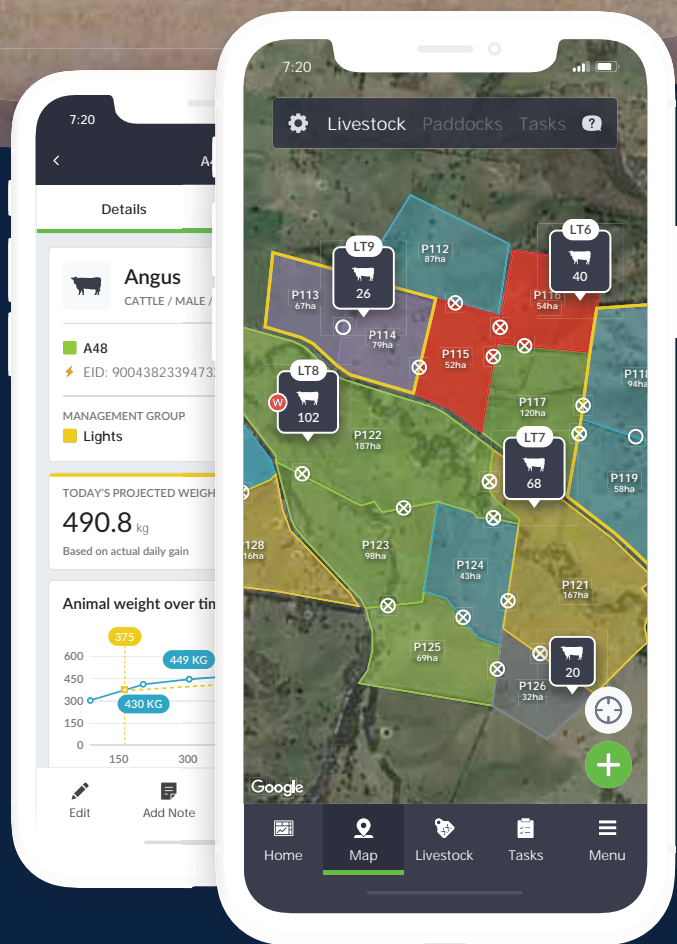 7:20
A4
Details
Angus
CATTLE / MALE /
A48
EID: 9004382339473
MANAGEMENT GROUP
Lights
TODAY'S PROJECTED WEIGH
490.8 kg
Based on actual daily gain
Animal weight over tim
375
600
449 KG
450
300
430 KG
150
0
150
300
Edit
Add Note
7:20
Livestock Paddocks Tasks ?
P112
87ha
LT6
40
LT9
26
P113
67ha
P116
54ha
P114
79ha
P115
52ha
P118
94ha
LT8
W
102
P117
120ha
P122
187ha
LT7
68
P119
58ha
P123
98ha
128
16ha
P124
43ha
P121
167ha
P125
69ha
20
P126
32ha
Google
Home
Map
Livestock
Tasks
Menu